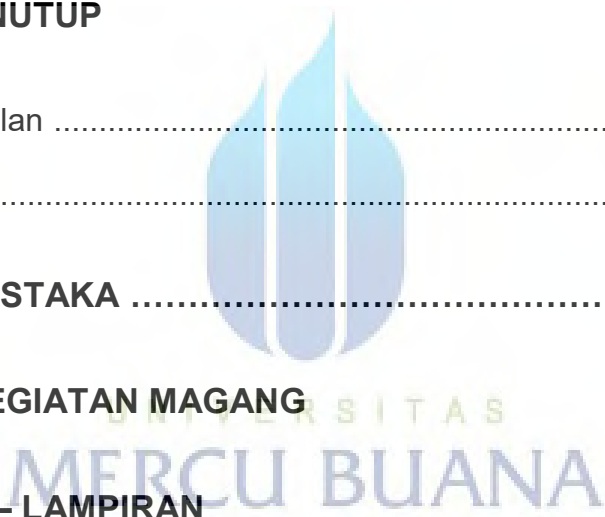 NUTUP
lan ...............................................................
.....................................................................
STAKA ....................................................
EGIATAN MAGANG
UNIVERSITAS
MERCU BUANA
– LAMPIRAN